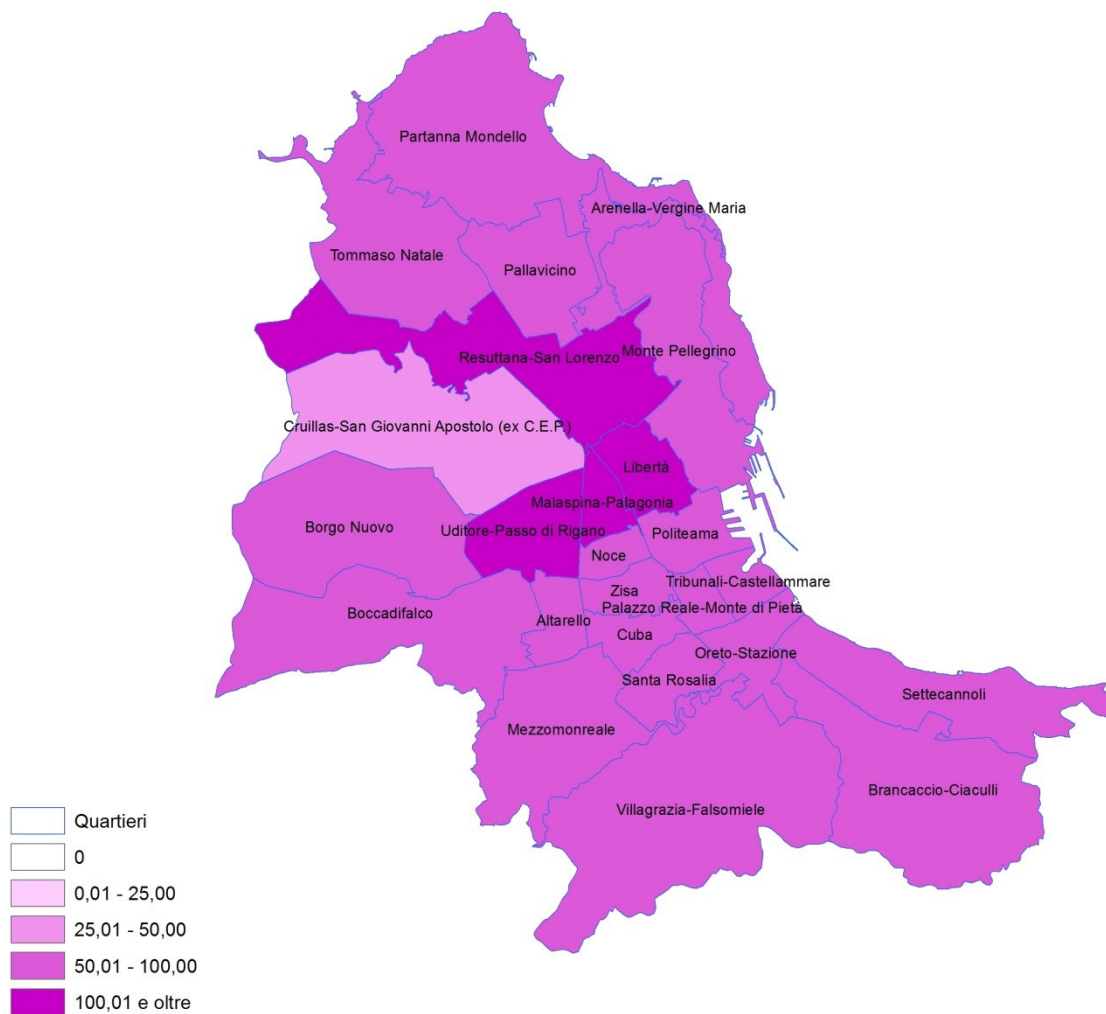 Partanna Mondello
Arenella-Vergine Maria
Tommaso Natale
Pallavicino
Resuttana-San Lorenzo
Monte Pellegrino
Cruillas-San Giovanni Apostolo (ex C.E.P.)
Libertà
Malaspina-Palagonia
Borgo Nuovo
Uditore-Passo di Rigano
Politeama
Noce
Tribunali-Castellammare
Zisa
Palazzo Reale-Monte di Pietà
Boccadifalco
Altarello
Cuba
Oreto-Stazione
Santa Rosalia
Settecannoli
Mezzomonreale
Brancaccio-Ciaculli
Villagrazia-Falsomiele
Quartieri
0
0,01 - 25,00
25,01 - 50,00
50,01 - 100,00
100,01 e oltre